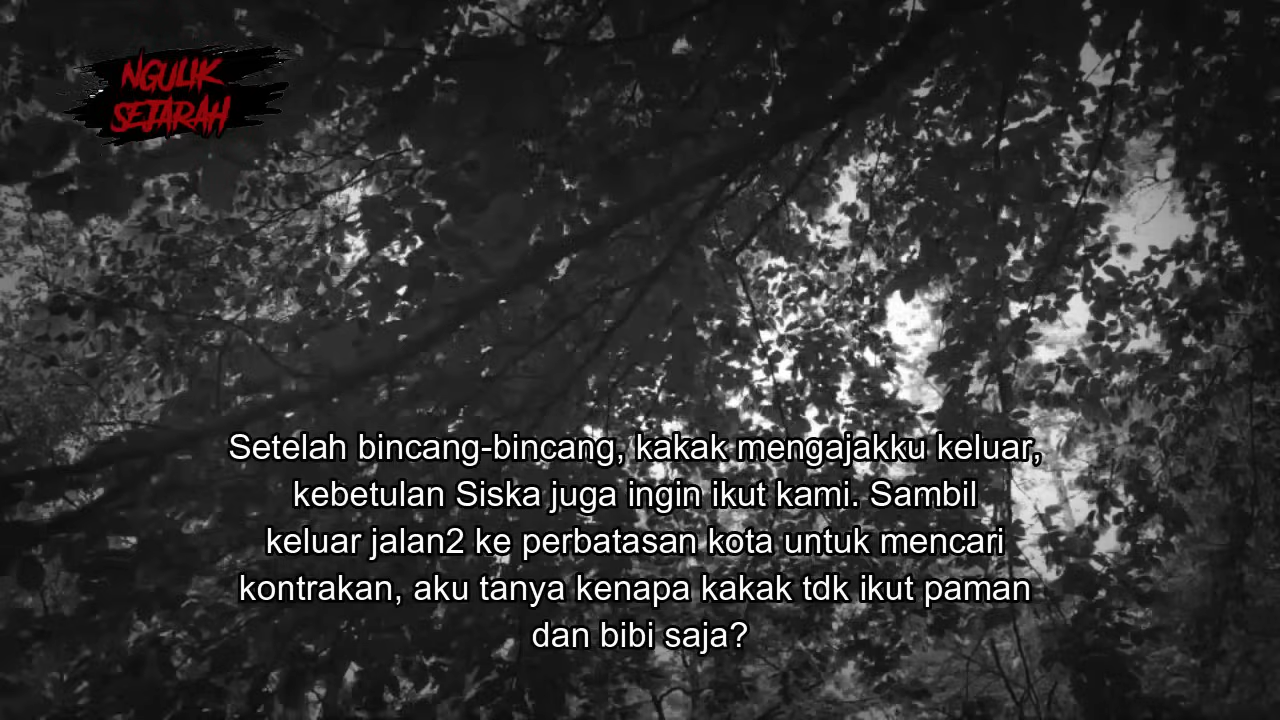 NGULIK
SEJARAH
Setelah bincang-bincang, kakak mengajakku keluar,
kebetulan Siska juga ingin ikut kami. Sambil
keluar jalan2 ke perbatasan kota untuk mencari
kontrakan, aku tanya kenapa kakak tdk ikut paman
dan bibi saja?